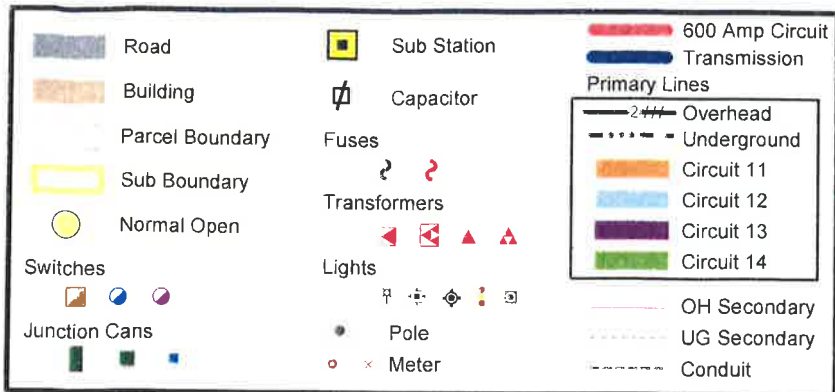 Road
Building
Parcel Boundary
Sub Boundary
Normal Open
Switches
Junction Cans
Sub Station
Capacitor
Fuses
Transformers
Lights
Pole
Meter
600 Amp Circuit
Transmission
Primary Lines
2 Overhead
Underground
Circuit 11
Circuit 12
Circuit 13
Circuit 14
OH Secondary
UG Secondary
Conduit